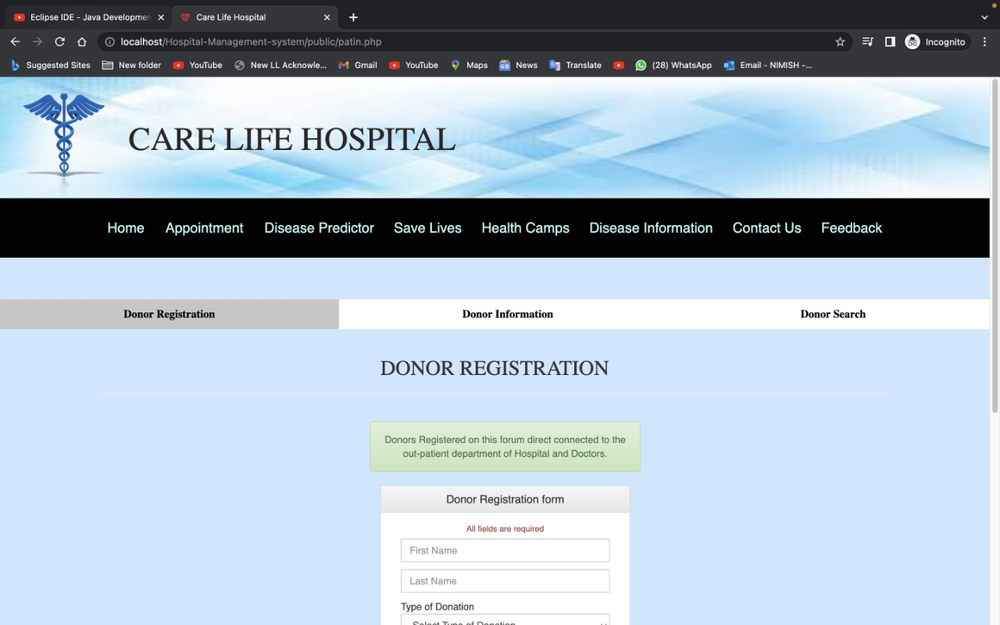 Eclipse IDE - Java Developmen
Care Life Hospital
localhost/Hospital-Management-system/public/patin.php
Incognito
Suggested Sites
New folder
YouTube
New LL Acknowle...
Gmail
YouTube
Maps
News
Translate
(28) WhatsApp
Email - NIMISH -...
CARE LIFE HOSPITAL
Home
Appointment
Disease Predictor
Save Lives
Health Camps
Disease Information
Contact Us
Feedback
Donor Registration
Donor Information
Donor Search
DONOR REGISTRATION
Donors Registered on this forum direct connected to the
out-patient department of Hospital and Doctors.
Donor Registration form
All fields are required
First Name
Last Name
Type of Donation
Select Type of Donation